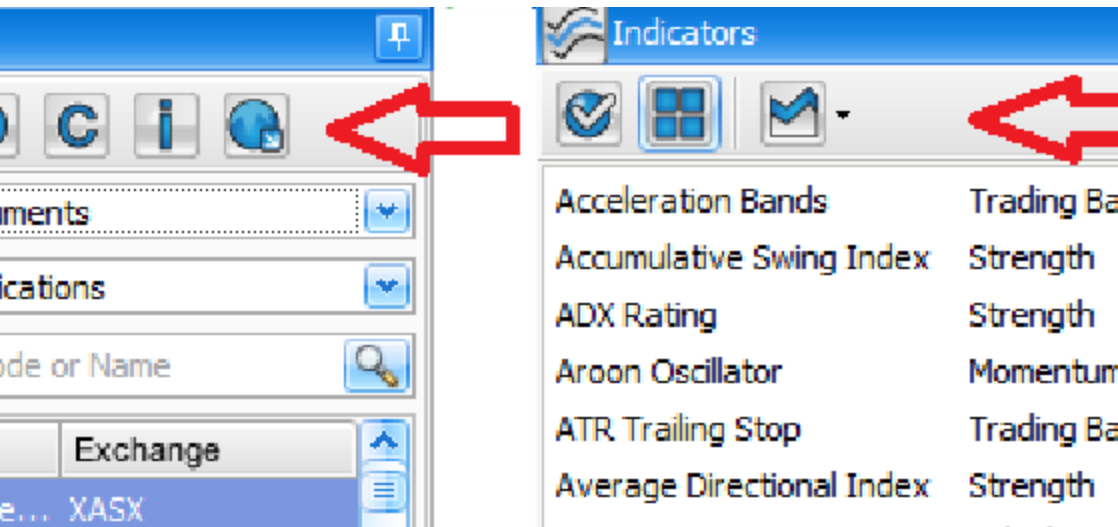 Indicators
C i
uments
ications
ode or Name
Exchange
e... XASX
Acceleration Bands Trading Ba
Accumulative Swing Index Strength
ADX Rating Strength
Aroon Oscillator Momentum
ATR Trailing Stop Trading Ba
Average Directional Index Strength